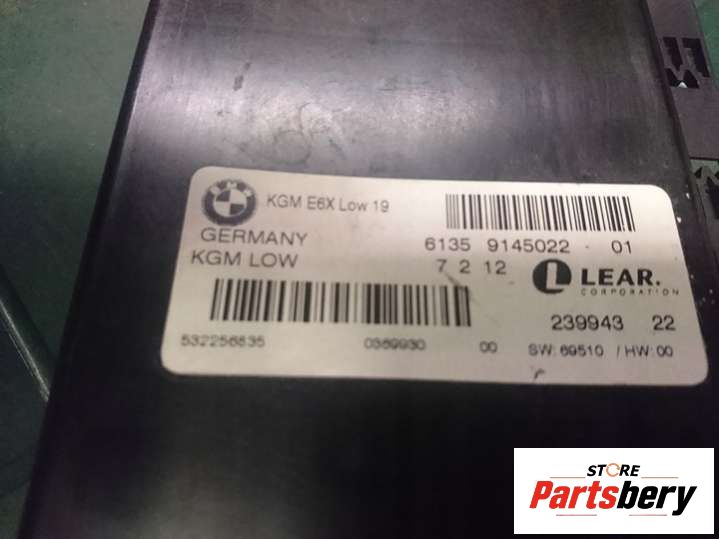 BMW
KGM E6X Low 19
GERMANY
6135 9145022 - 01
KGM LOW
7 2 12
L LEAR.
CORPORATION
239943 22
532256835 0369930 00 SW: 69510 / HW: 00
STORE
Partsbery